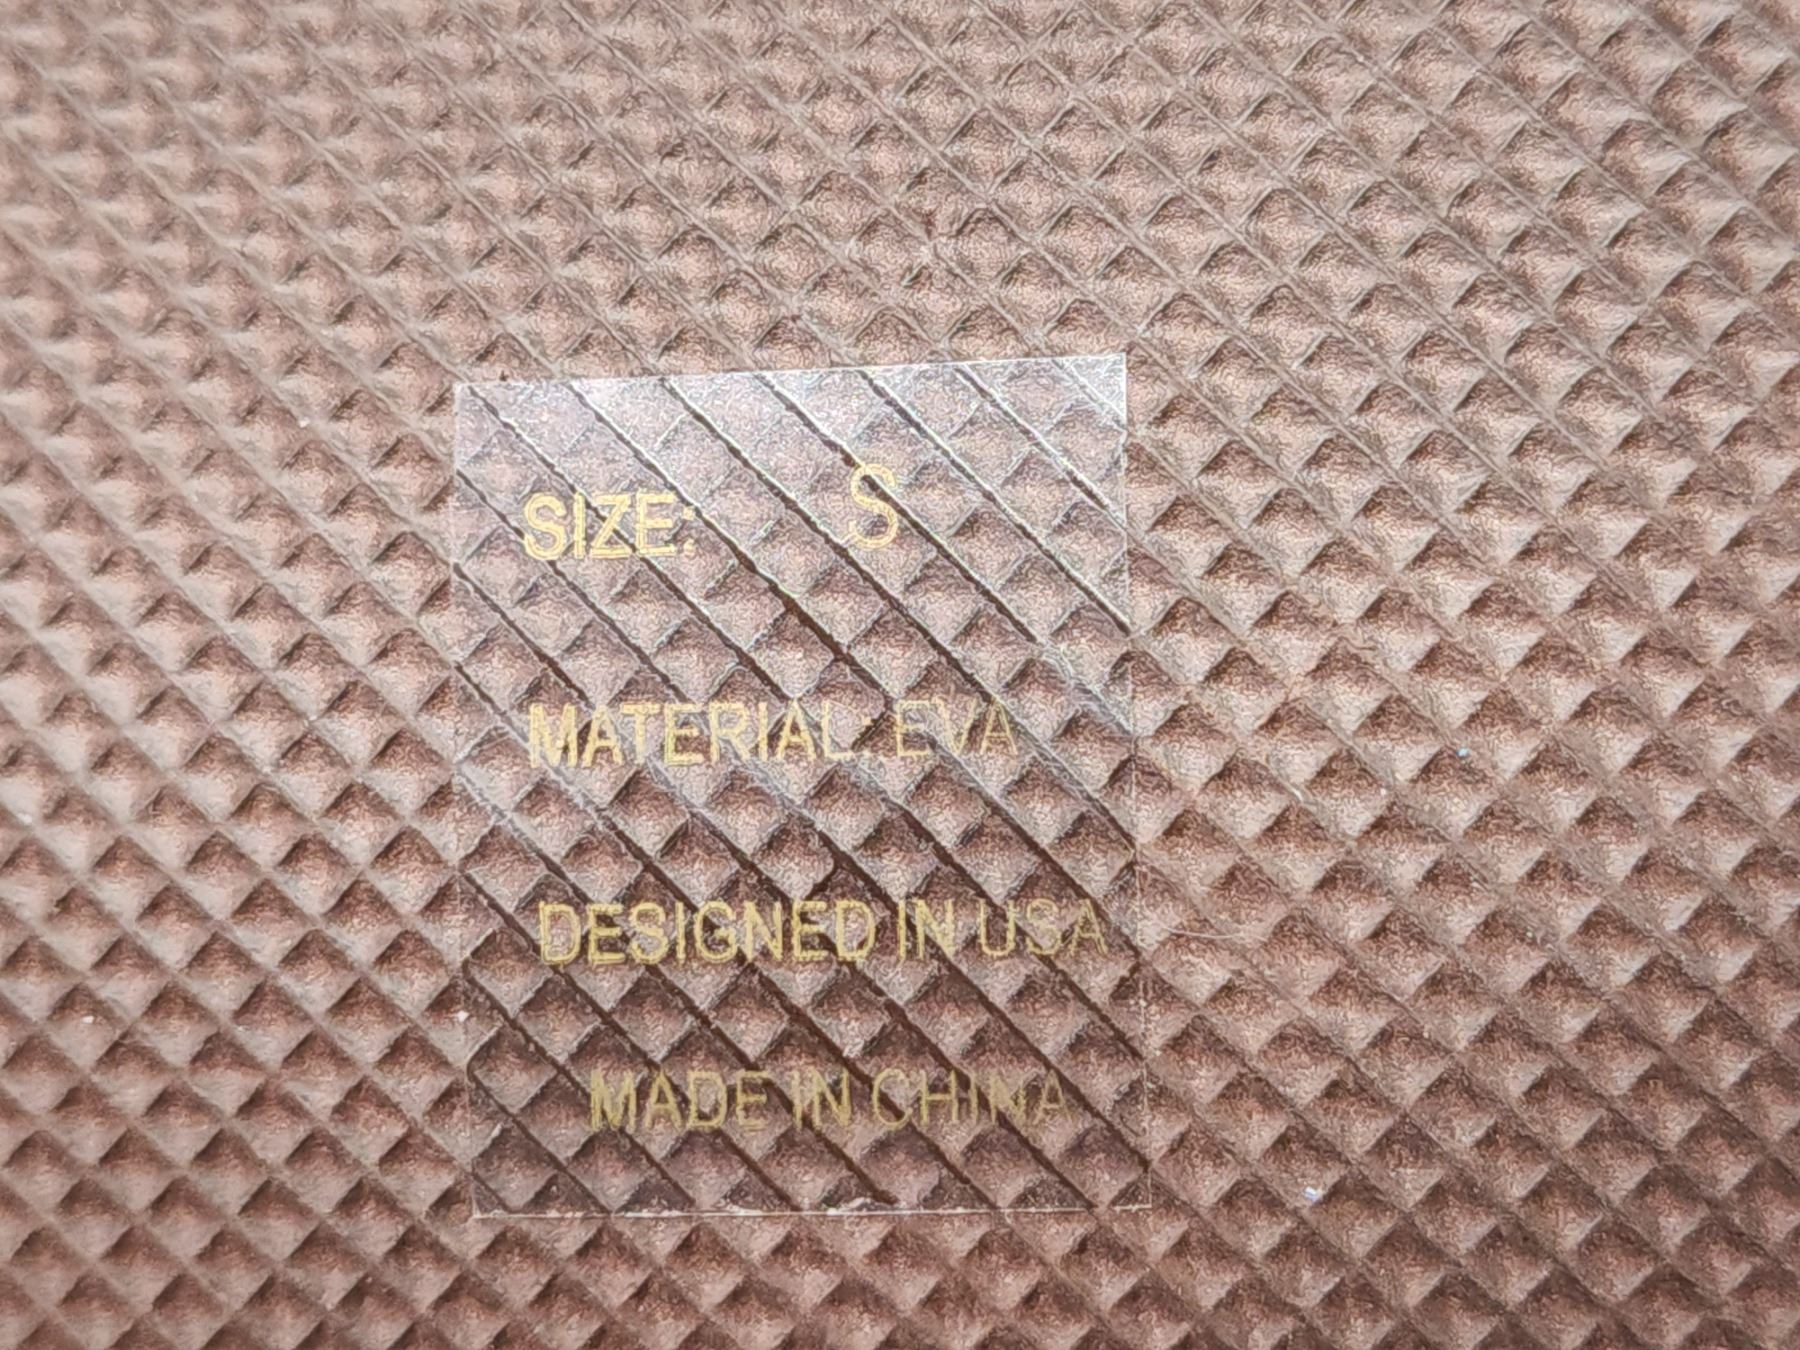 SIZE: S
MATERIAL: EVA
DESIGNED IN USA
MADE IN CHINA